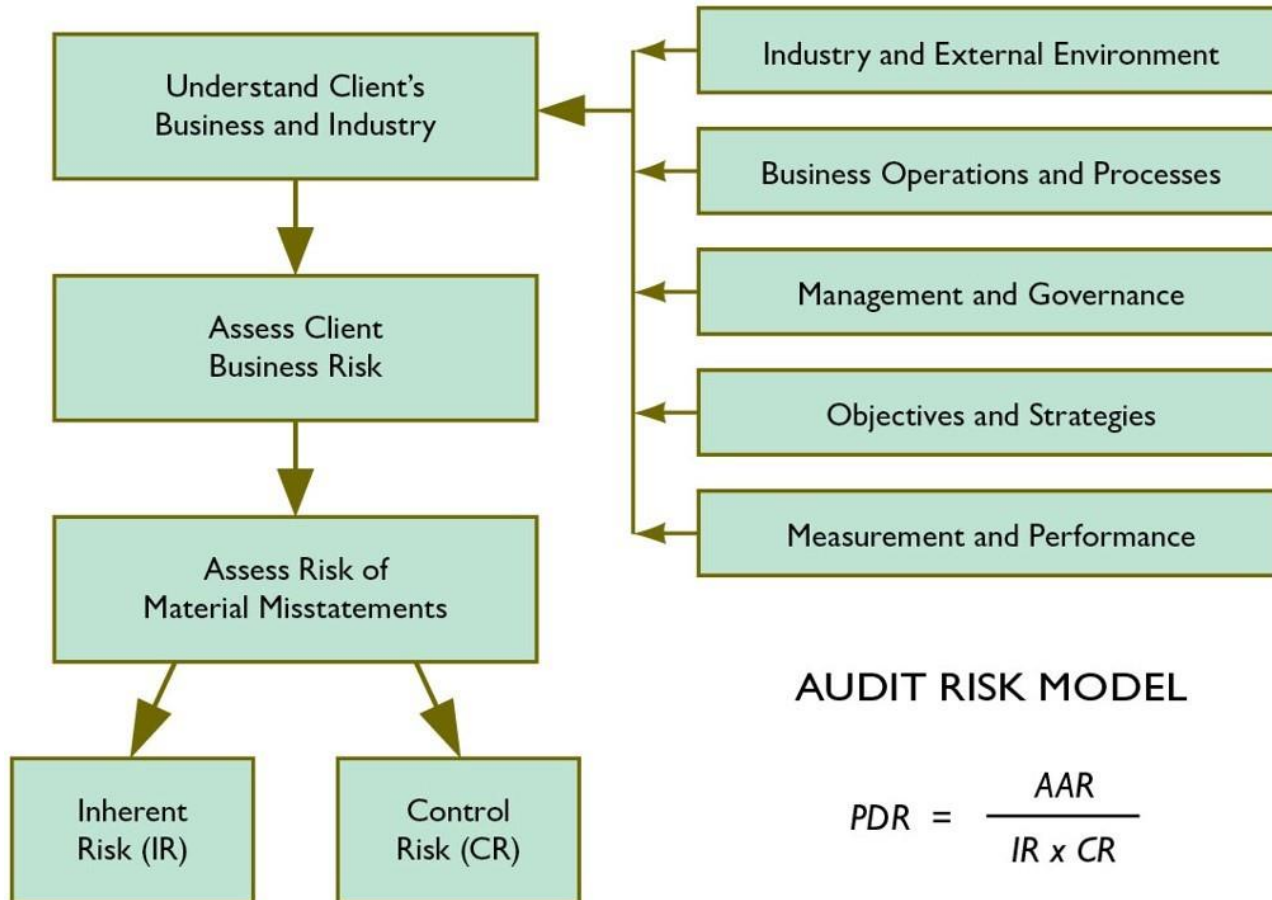 Understand Client's
Business and Industry
Industry and External Environment
Business Operations and Processes
Management and Governance
Objectives and Strategies
Measurement and Performance
Assess Client
Business Risk
Assess Risk of
Material Misstatements
Inherent
Risk (IR)
Control
Risk (CR)
AUDIT RISK MODEL
PDR = AAR
IR x CR